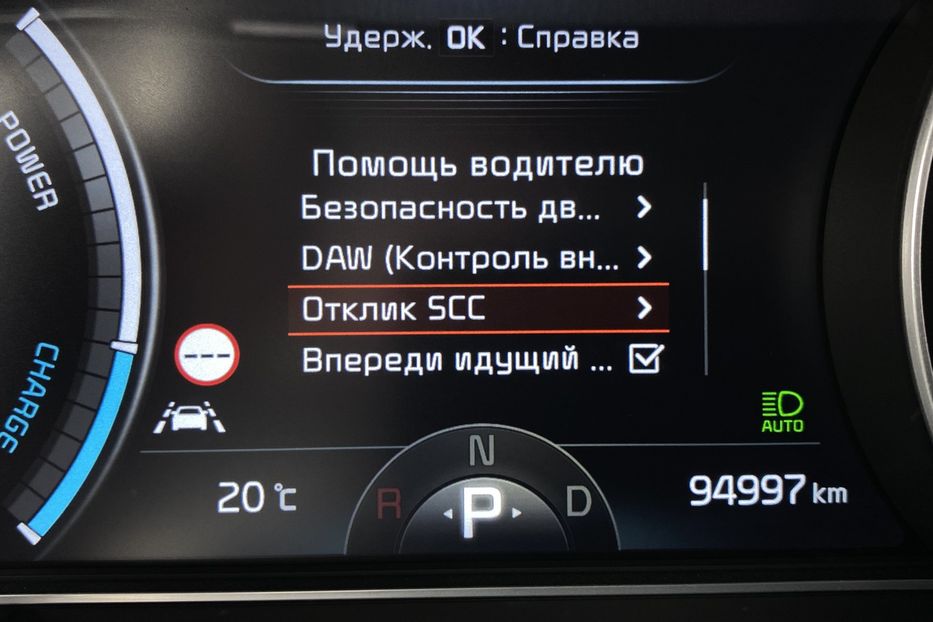 Удерж. OK : Справка
POWER
Помощь водителю
Безопасность дв...
DAW (Контроль вн...
Отклик SCC
Впереди идущий ...
---
CHARGE
AUTO
N
R
P
D
20 °C
94997 km